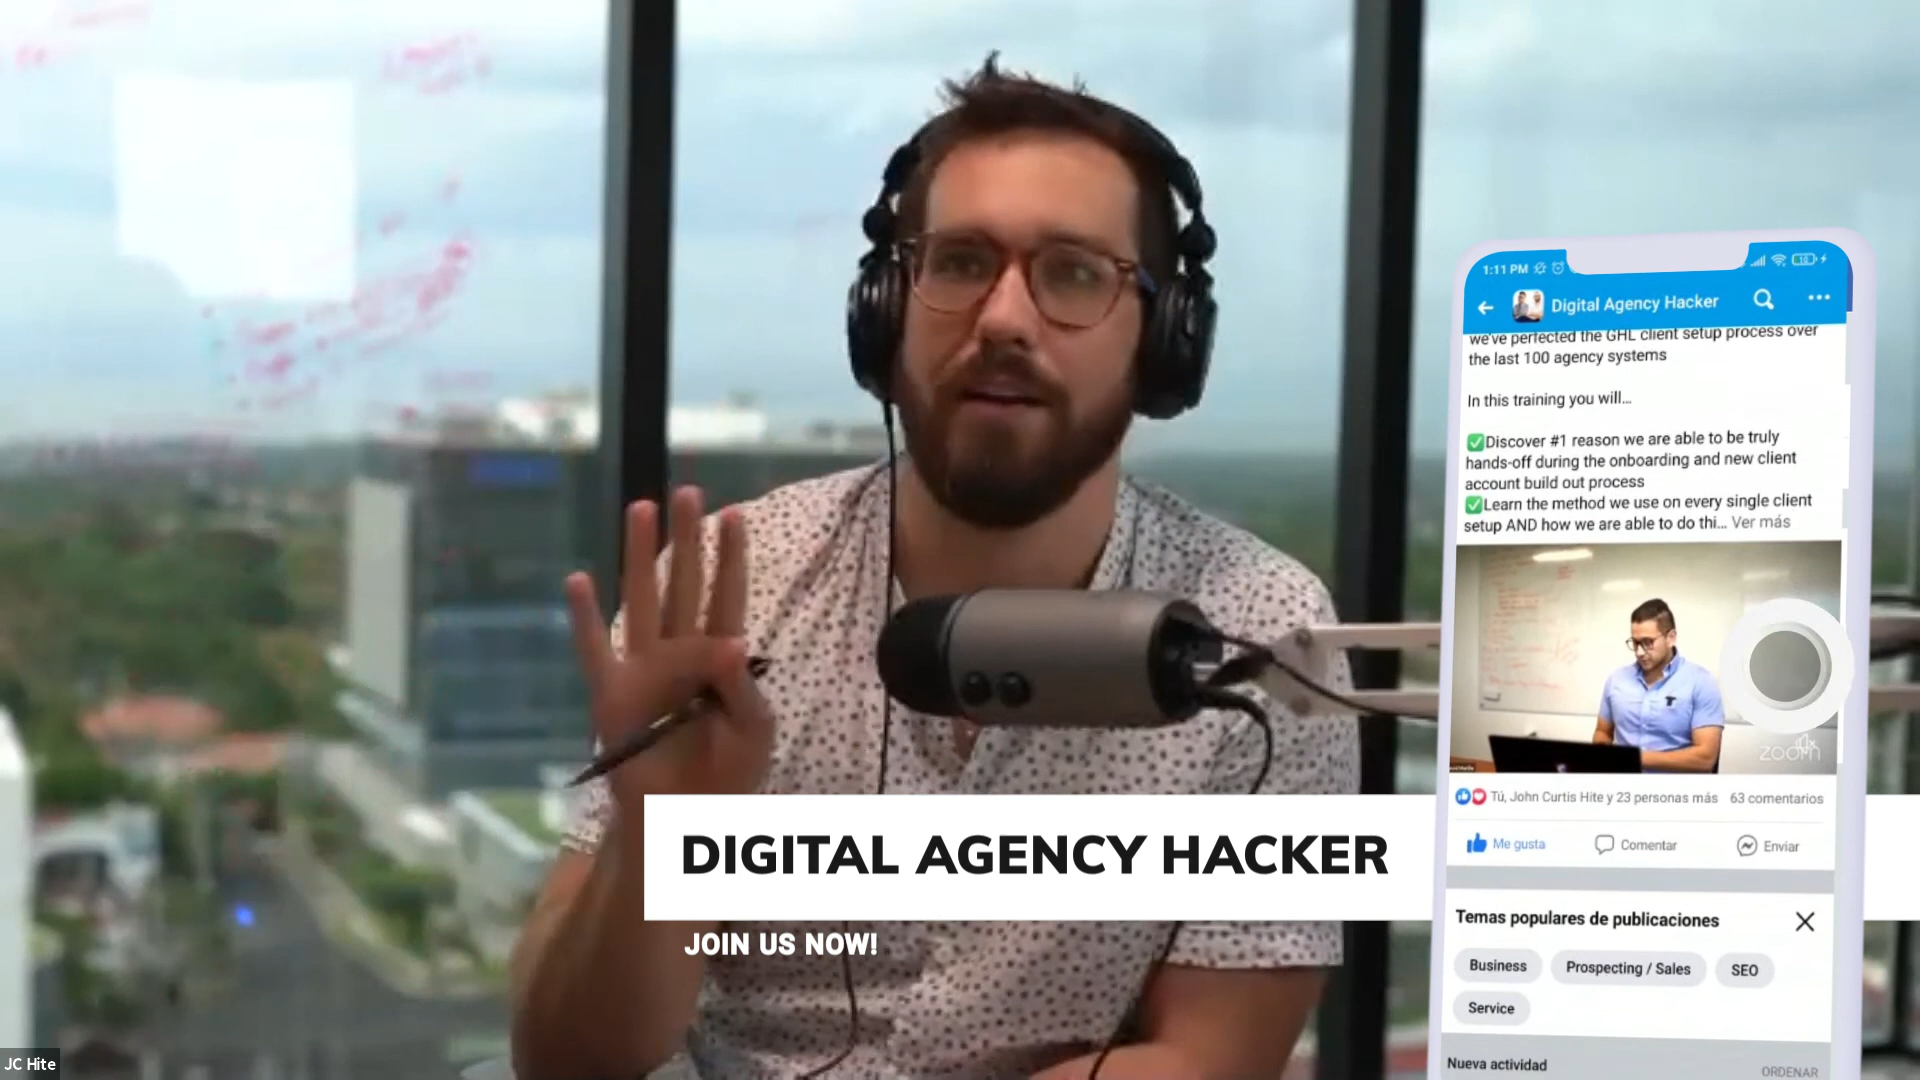 1:11 PM
Digital Agency Hacker
we've perfected the GHL client setup process over
the last 100 agency systems
In this training you will...
✅Discover #1 reason we are able to be truly
hands-off during the onboarding and new client
account build out process
✅Learn the method we use on every single client
setup AND how we are able to do thi... Ver más
zoom
Tú, John Curtis Hite y 23 personas más 63 comentarios
Me gusta Comentar Enviar
Temas populares de publicaciones
Business Prospecting / Sales SEO
Service
Nueva actividad ORDENAR
DIGITAL AGENCY HACKER
JOIN US NOW!
JC Hite